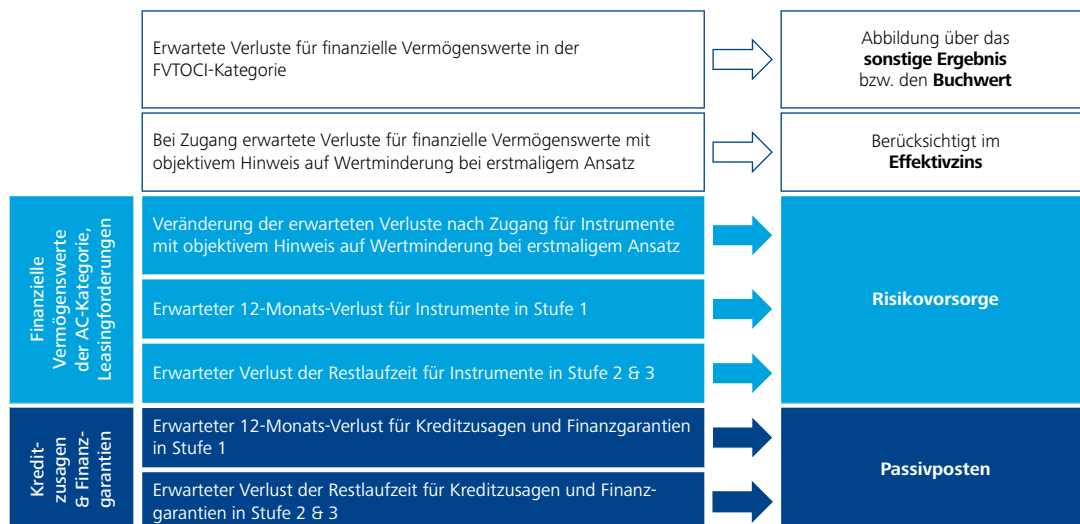 Erwartete Verluste für finanzielle Vermögenswerte in der
FVTOCI-Kategorie
Abbildung über das
sonstige Ergebnis
bzw. den Buchwert
Bei Zugang erwartete Verluste für finanzielle Vermögenswerte mit
objektivem Hinweis auf Wertminderung bei erstmaligem Ansatz
Berücksichtigt im
Effektivzins
Finanzielle
Vermögenswerte
der AC-Kategorie,
Leasingforderungen
Veränderung der erwarteten Verluste nach Zugang für Instrumente
mit objektivem Hinweis auf Wertminderung bei erstmaligem Ansatz
Erwarteter 12-Monats-Verlust für Instrumente in Stufe 1
Erwarteter Verlust der Restlaufzeit für Instrumente in Stufe 2 & 3
Risikovorsorge
Kredit-
zusagen
& Finanz-
garantien
Erwarteter 12-Monats-Verlust für Kreditzusagen und Finanzgarantien
in Stufe 1
Erwarteter Verlust der Restlaufzeit für Kreditzusagen und Finanz-
garantien in Stufe 2 & 3
Passivposten